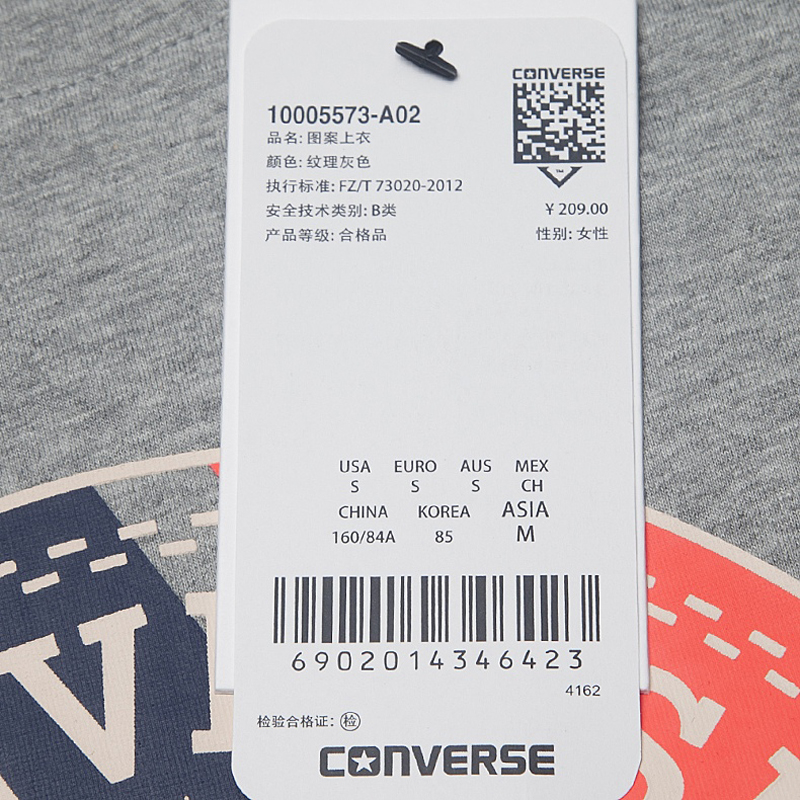 CONVERSE
10005573-A02
品名: 图案上衣
颜色: 纹理灰色
执行标准: FZ/T 73020-2012
安全技术类别: B类
¥ 209.00
产品等级: 合格品
性别: 女性
USA EURO AUS MEX
S S S CH
CHINA KOREA ASIA
160/84A 85 M
6902014346423
4162
检验合格证: 检
CONVERSE